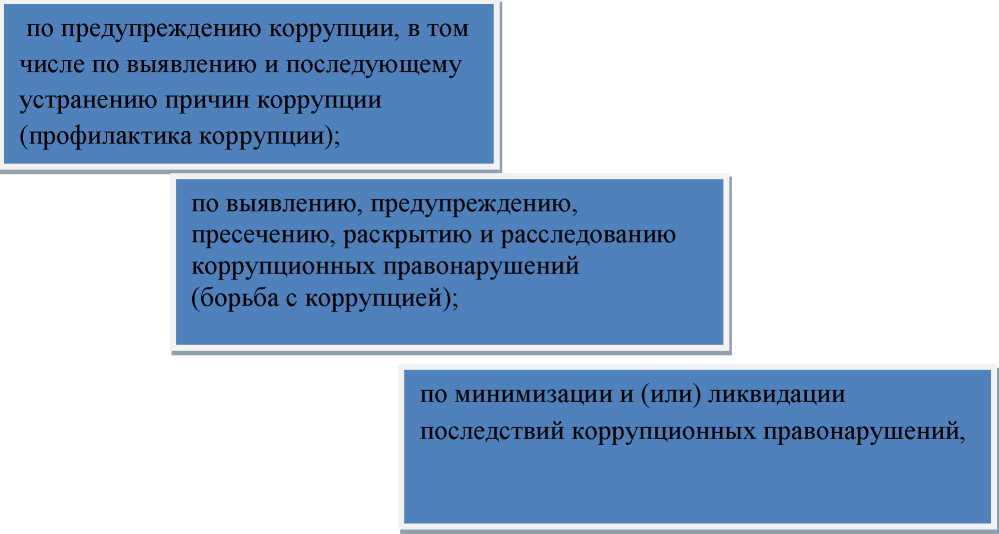 по предупреждению коррупции, в том
числе по выявлению и последующему
устранению причин коррупции
(профилактика коррупции);
по выявлению, предупреждению,
пресечению, раскрытию и расследованию
коррупционных правонарушений
(борьба с коррупцией);
по минимизации и (или) ликвидации
последствий коррупционных правонарушений,